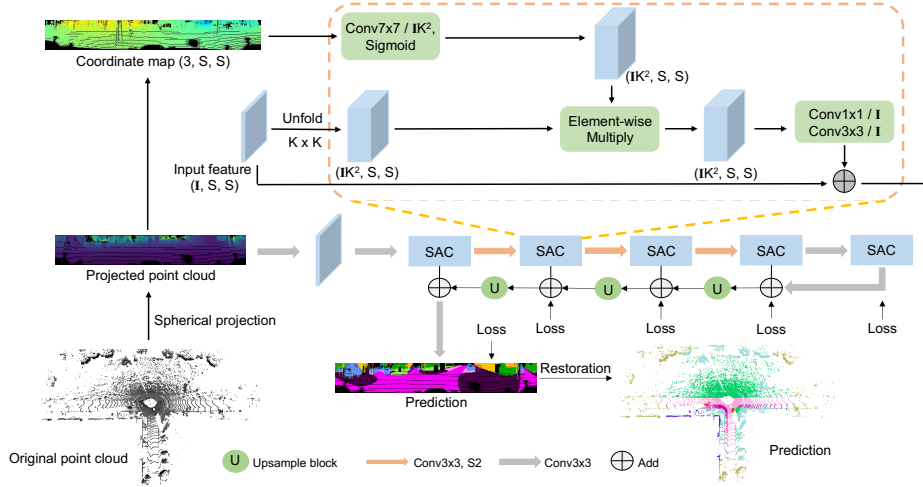 Conv7x7 / IK², 
Sigmoid
Coordinate map (3, S, S)
(IK², S, S)
Unfold
K x K
Element-wise
Multiply
Conv1x1 / I
Conv3x3 / I
Input feature
(I, S, S)
(IK², S, S)
(IK², S, S)
SAC
SAC
SAC
SAC
SAC
Projected point cloud
U
U
U
Spherical projection
Loss
Loss
Loss
Loss
Loss
Restoration
Prediction
Original point cloud
Prediction
U
Upsample block
Conv3x3, S2
Conv3x3
Add